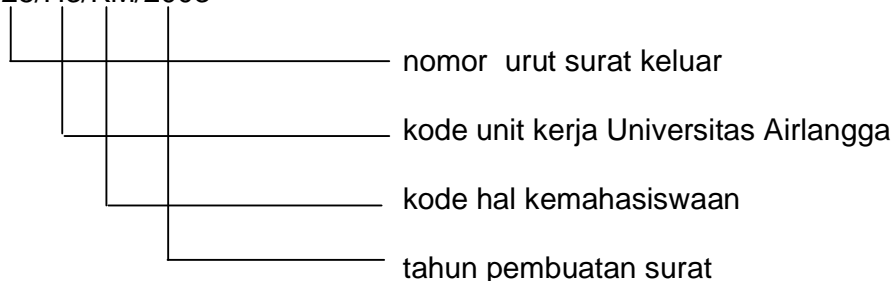 nomor urut surat keluar
kode unit kerja Universitas Airlangga
kode hal kemahasiswaan
tahun pembuatan surat